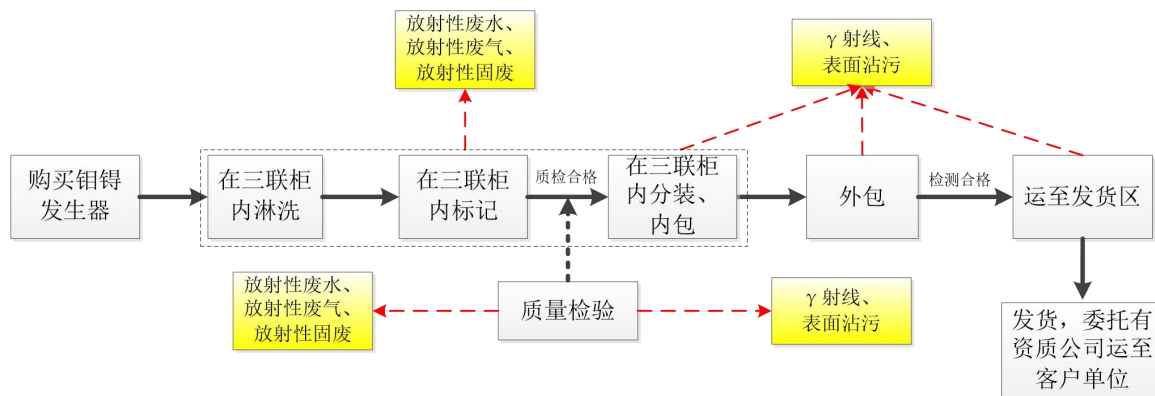 放射性废水、
放射性废气、
放射性固废
γ射线、
表面沾污
购买钼锝
发生器
在三联柜
内淋洗
在三联柜
内标记
质检合格
在三联柜
内分装、
内包
外包
检测合格
运至发货区
放射性废水、
放射性废气、
放射性固废
质量检验
γ射线、
表面沾污
发货，委托有
资质公司运至
客户单位